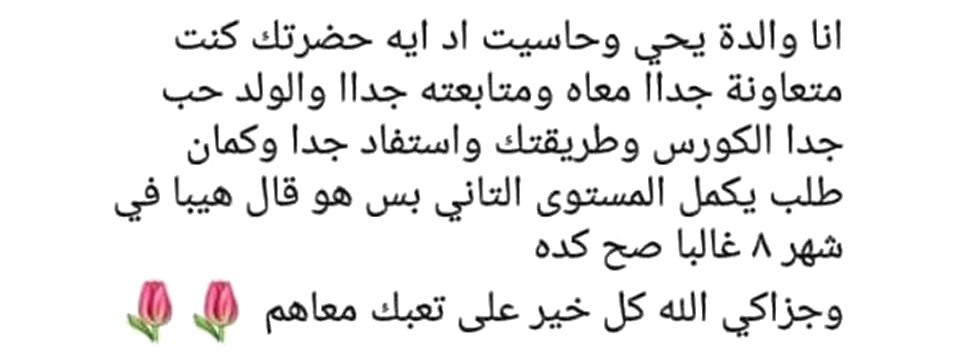 انا والدة يحي وحاسيت اد ايه حضرتك كنت
متعاونة جداا معاه ومتابعته جداا والولد حب
جدا الكورس وطريقتك واستفاد جدا وكمان
طلب يكمل المستوى التاني بس هو قال هيبا في
شهر ٨ غالبا صح كده
وجزاكي الله كل خير على تعبك معاهم 🌷🌷